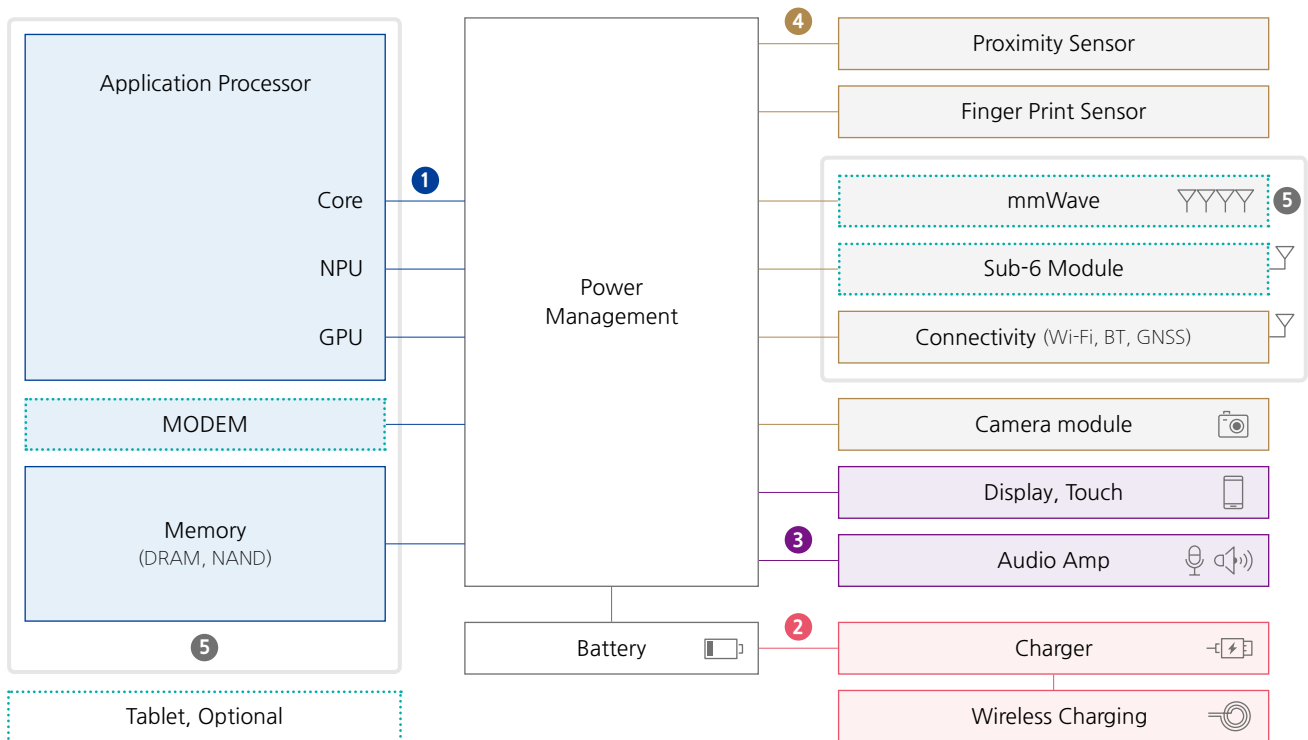 Application Processor
Core
NPU
GPU
MODEM
Memory
(DRAM, NAND)
5
Tablet, Optional
1
Power
Management
Battery
4
Proximity Sensor
Finger Print Sensor
mmWave
5
Sub-6 Module
Connectivity (Wi-Fi, BT, GNSS)
Camera module
Display, Touch
3
Audio Amp
2
Charger
Wireless Charging